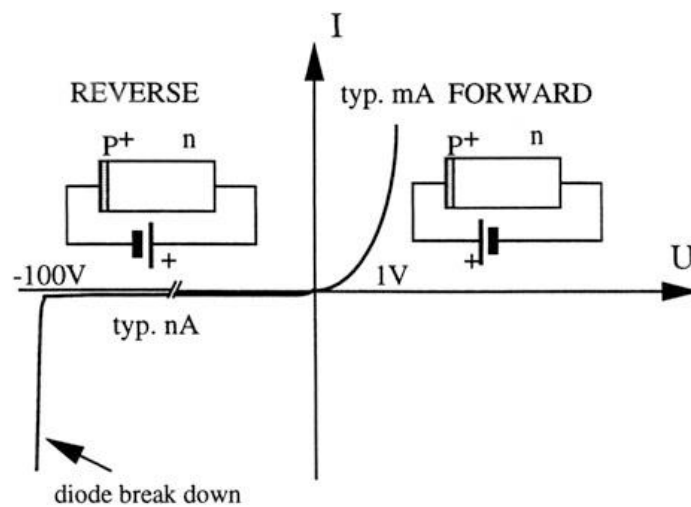 I
REVERSE
typ. mA FORWARD
P+ n
P+ n
+
+
-100V
1V
U
typ. nA
diode break down